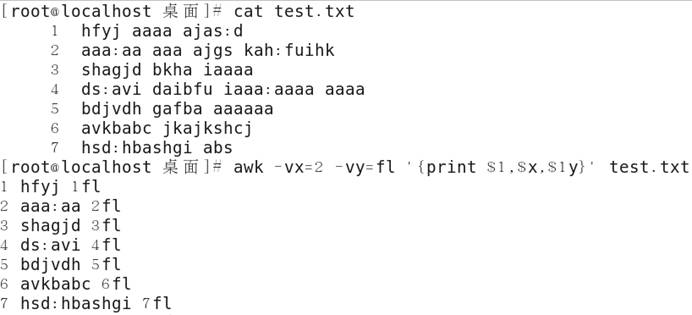 [root@localhost 桌面]# cat test.txt
1 hfyj aaaa ajas:d
2 aaa:aa aaa ajgs kah:fuihk
3 shagjd bkha iaaaa
4 ds:avi daibfu iaaa:aaaa aaaa
5 bdjvdh gafba aaaaaa
6 avkbabc jkajkshcj
7 hsd:hbashgi abs
[root@localhost 桌面]# awk -vx=2 -vy=fl '{print $1,$x,$1y}' test.txt
1 hfyj 1fl
2 aaa:aa 2fl
3 shagjd 3fl
4 ds:avi 4fl
5 bdjvdh 5fl
6 avkbabc 6fl
7 hsd:hbashgi 7fl